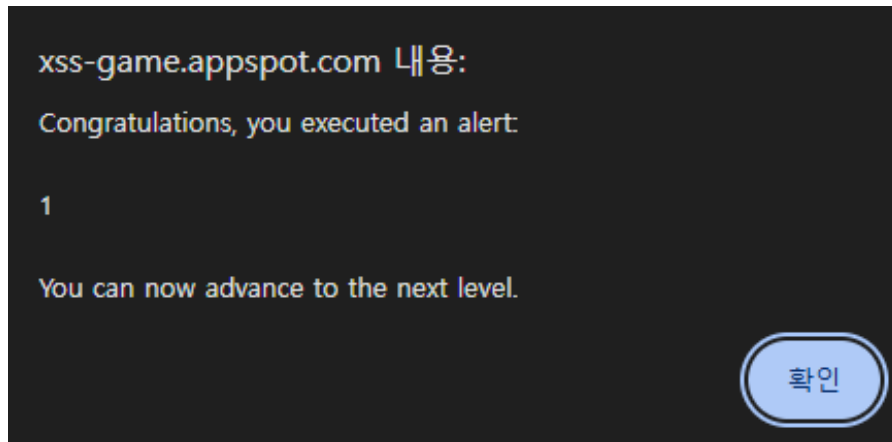 xss-game.appspot.com 내용:
Congratulations, you executed an alert:
1
You can now advance to the next level.
확인